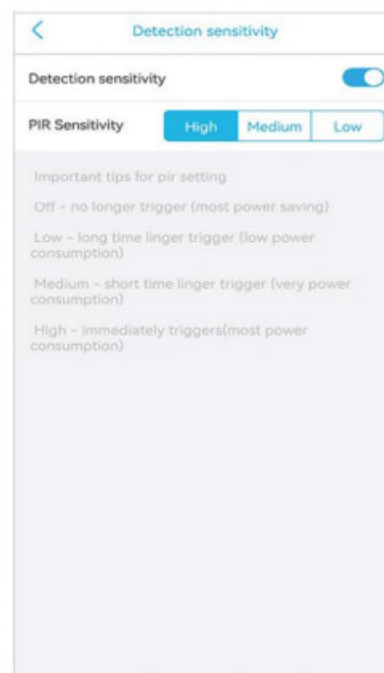 Detection sensitivity
Detection sensitivity
PIR Sensitivity High Medium Low
Important tips for pir setting
Off - no longer trigger (most power saving)
Low - long time linger trigger (low power
consumption)
Medium - short time linger trigger (very power
consumption)
High - immediately triggers(most power
consumption)